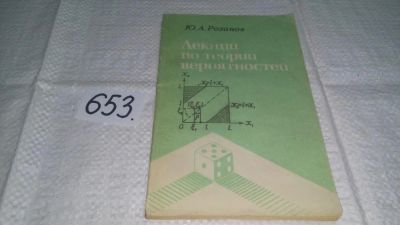 Ю. А. Розанов
Лекции
по теории
вероятностей
653.